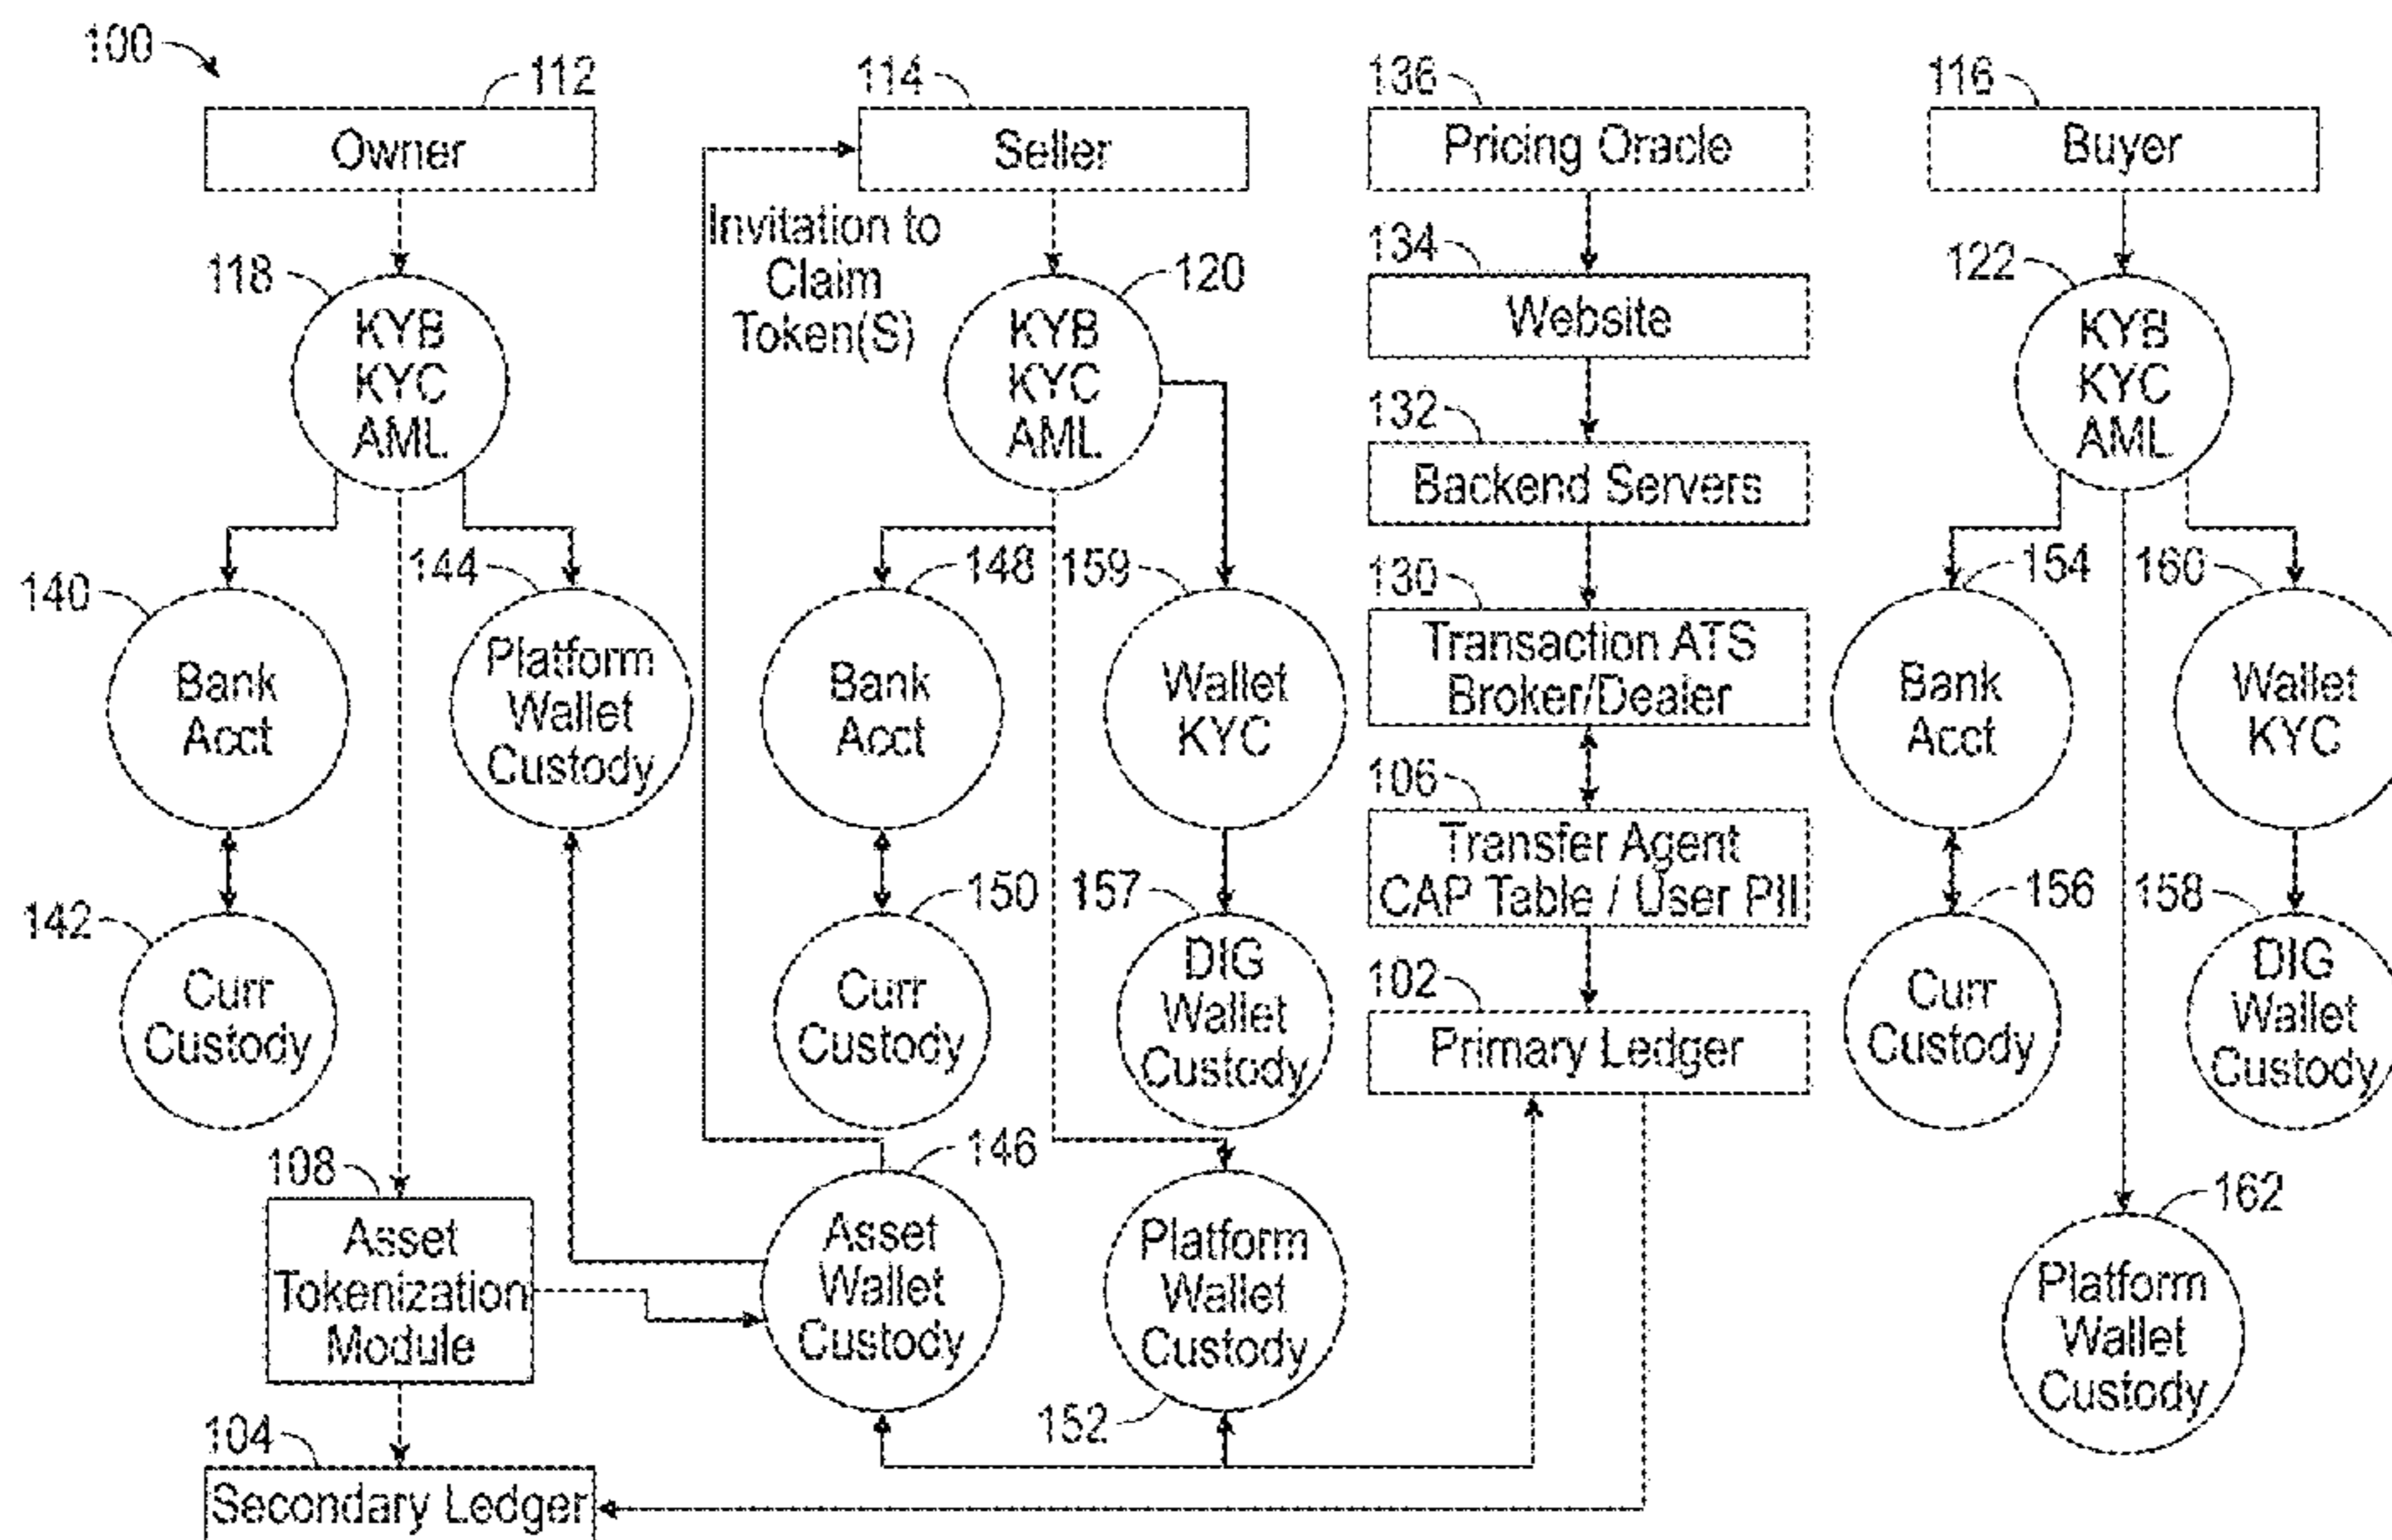 100
112
Owner
114
Seller
136
Pricing Oracle
116
Buyer
Invitation to
Claim
Token(S)
118
KYB
KYC
AML
120
KYB
KYC
AML
134
Website
122
KYB
KYC
AML
132
Backend Servers
140
Bank
Acct
144
Platform
Wallet
Custody
148
Bank
Acct
159
Wallet
KYC
130
Transaction ATS
Broker/Dealer
154
Bank
Acct
160
Wallet
KYC
106
Transfer Agent
CAP Table / User PII
142
Curr
Custody
150
Curr
Custody
157
DIG
Wallet
Custody
102
Primary Ledger
156
Curr
Custody
158
DIG
Wallet
Custody
108
Asset
Tokenization
Module
146
Asset
Wallet
Custody
Platform
Wallet
Custody
152
162
Platform
Wallet
Custody
104
Secondary Ledger